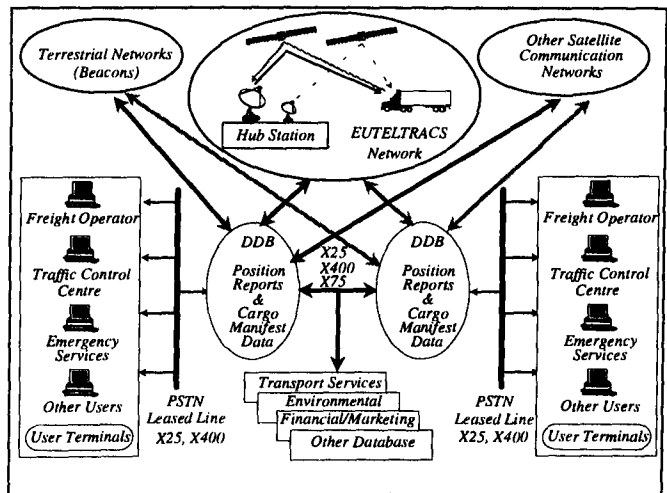 Terrestrial Networks
(Beacons)
Other Satellite
Communication
Networks
Hub Station
EUTELTRACS
Network
Freight Operator
Traffic Control
Centre
Emergency
Services
Other Users
User Terminals
PSTN
Leased Line
X25, X400
DDB
Position
Reports
&
Cargo
Manifest
Data
X25
X400
X75
DDB
Position
Reports
&
Cargo
Manifest
Data
Transport Services
Environmental
Financial/Marketing
Other Database
PSTN
Leased Line
X25, X400
Freight Operator
Traffic Control
Centre
Emergency
Services
Other Users
User Terminals